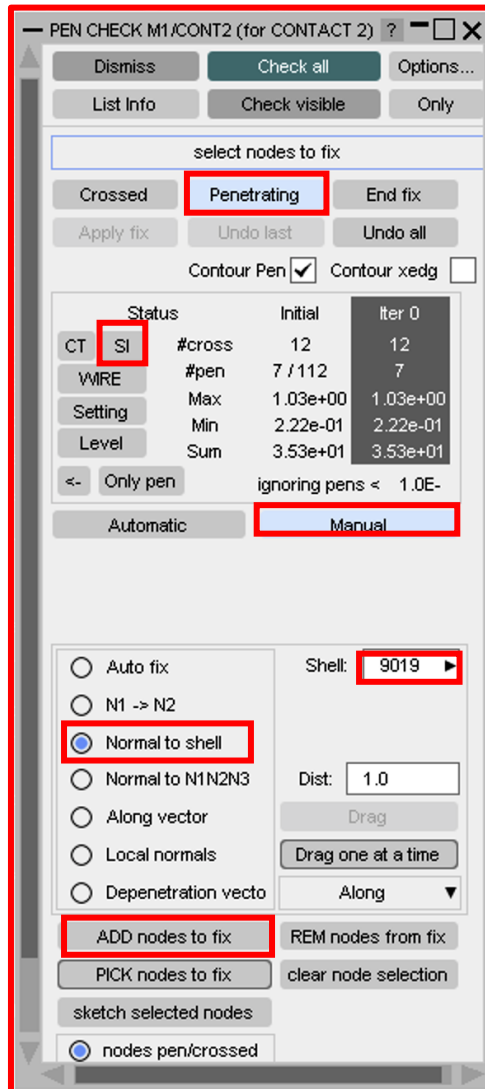 PEN CHECK M1/CONT2 (for CONTACT 2) ?
Dismiss Check all Options...
List Info Check visible Only
select nodes to fix
Crossed Penetrating End fix
Apply fix Undo last Undo all
Contour Pen Contour xedg
Status Initial Iter 0
CT SI #cross 12 12
WIRE #pen 7 / 112 7
Setting Max 1.03e+00 1.03e+00
Min 2.22e-01 2.22e-01
Level Sum 3.53e+01 3.53e+01
<- Only pen ignoring pens < 1.0E-
Automatic Manual
Auto fix Shell: 9019
N1 -> N2
Normal to shell
Normal to N1N2N3 Dist: 1.0
Along vector Drag
Local normals Drag one at a time
Depenetration vecto Along
ADD nodes to fix REM nodes from fix
PICK nodes to fix clear node selection
sketch selected nodes
nodes pen/crossed